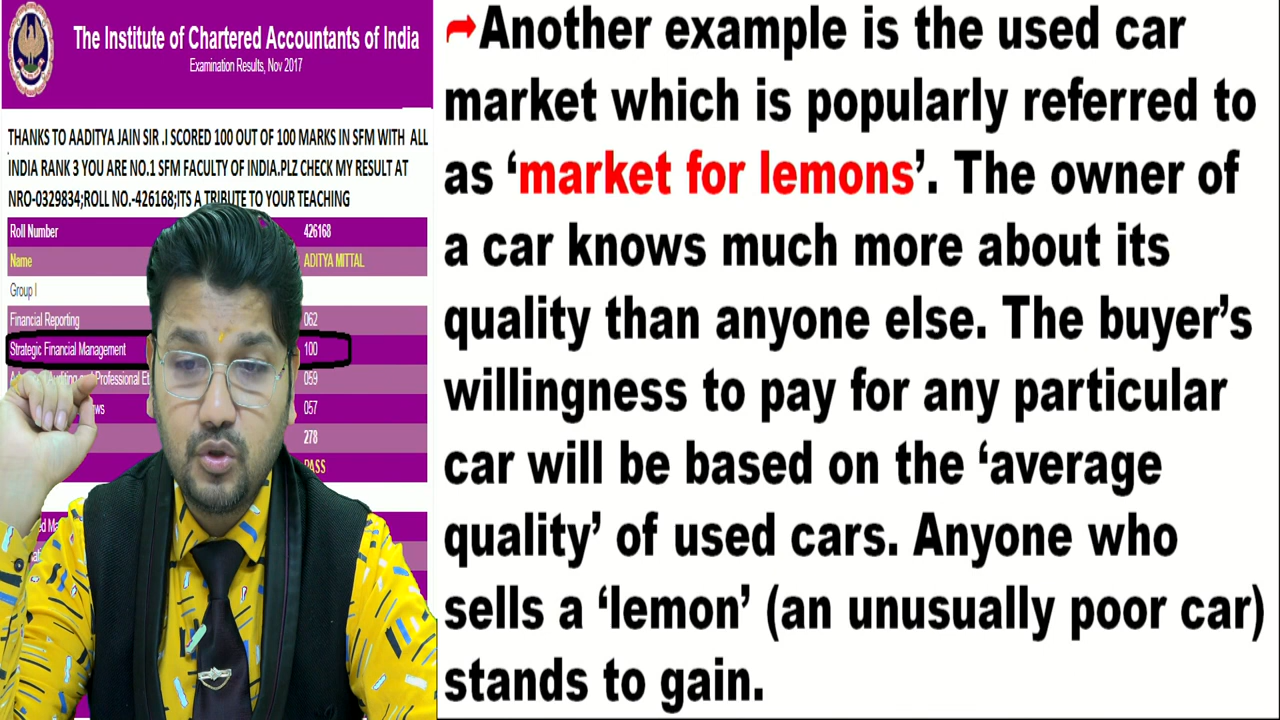 The Institute of Chartered Accountants of India
Examination Results, Nov 2017
THANKS TO AADITYA JAIN SIR .I SCORED 100 OUT OF 100 MARKS IN SFM WITH ALL
INDIA RANK 3 YOU ARE NO.1 SFM FACULTY OF INDIA.PLZ CHECK MY RESULT AT
NRO-0329834;ROLL NO.-426168;ITS A TRIBUTE TO YOUR TEACHING
Roll Number 426168
Name ADITYA MITTAL
Group I
Financial Reporting 062
Strategic Financial Management 100
Professional 059
057
278
PASS
➦Another example is the used car
market which is popularly referred to
as ‘market for lemons’. The owner of
a car knows much more about its
quality than anyone else. The buyer’s
willingness to pay for any particular
car will be based on the ‘average
quality’ of used cars. Anyone who
sells a ‘lemon’ (an unusually poor car)
stands to gain.